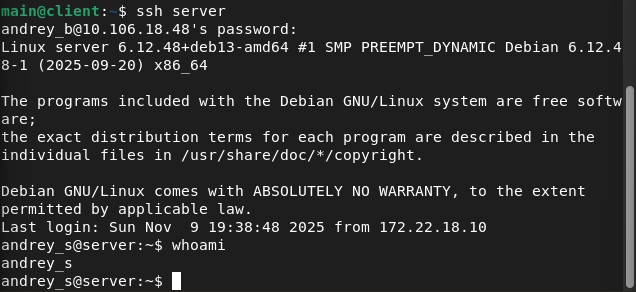 main@client:~$ ssh server
andrey_b@10.106.18.48's password:
Linux server 6.12.48+deb13-amd64 #1 SMP PREEMPT_DYNAMIC Debian 6.12.4
8-1 (2025-09-20) x86_64

The programs included with the Debian GNU/Linux system are free softw
are;
the exact distribution terms for each program are described in the
individual files in /usr/share/doc/*/copyright.

Debian GNU/Linux comes with ABSOLUTELY NO WARRANTY, to the extent
permitted by applicable law.
Last login: Sun Nov  9 19:38:48 2025 from 172.22.18.10
andrey_s@server:~$ whoami
andrey_s
andrey_s@server:~$